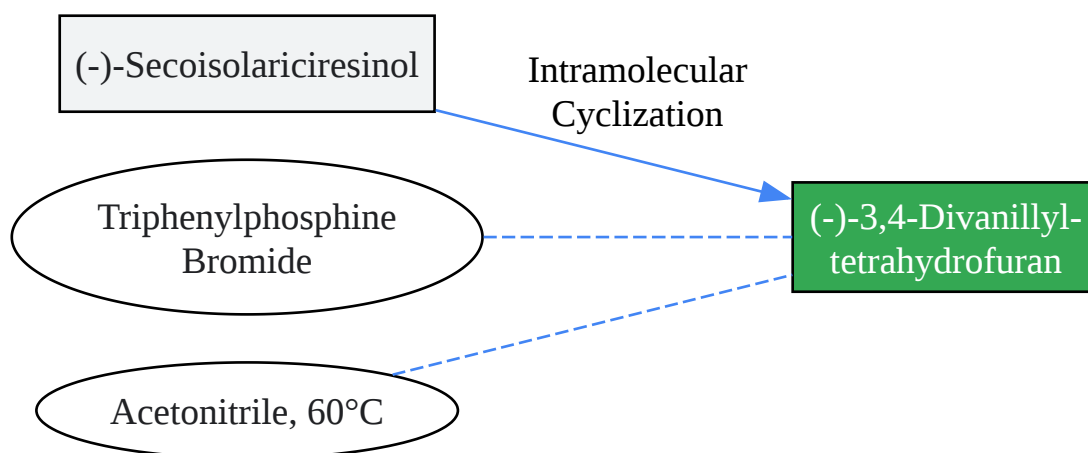 (-)-Secoisolariciresinol
Intramolecular
Cyclization
Triphenylphosphine
Bromide
(-)-3,4-Divanillyl-
tetrahydrofuran
Acetonitrile, 60°C